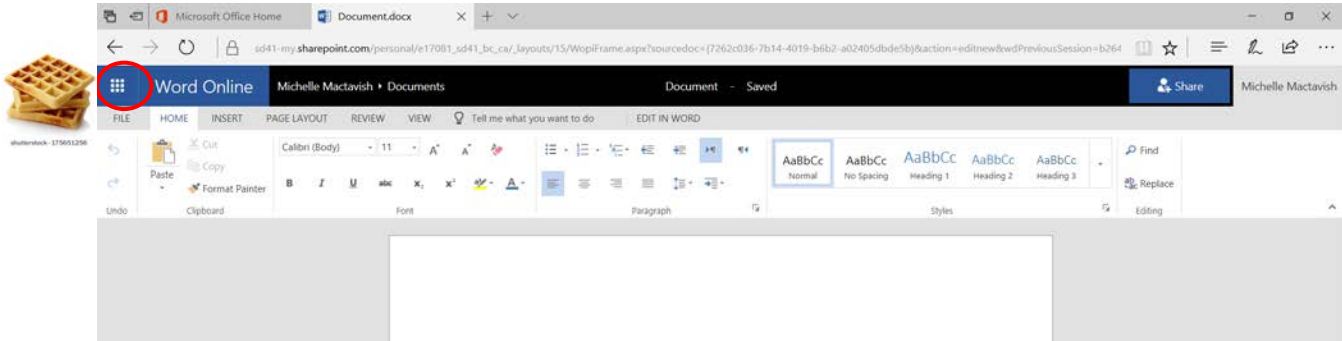 Microsoft Office Home Document.docx
sd41-my.sharepoint.com/personal/e17081_sd41_bc_ca/_layouts/15/WopiFrame.aspx?sourcedoc={7262c036-7b14-4019-b6b2-a02405dbde5b}&action=editnew&wdPreviousSession=b264
Word Online Michelle Mactavish Documents Document - Saved Share Michelle Mactavish
FILE HOME INSERT PAGE LAYOUT REVIEW VIEW Tell me what you want to do EDIT IN WORD
shutterstock · 175651256
Cut
Calibri (Body) 11 A A
Find
Copy
Paste
AaBbCc AaBbCc AaBbCc AaBbCc AaBbCc
Normal No Spacing Heading 1 Heading 2 Heading 3
Format Painter
B I U abc x₂ x² A
Replace
Undo Clipboard Font Paragraph Styles Editing